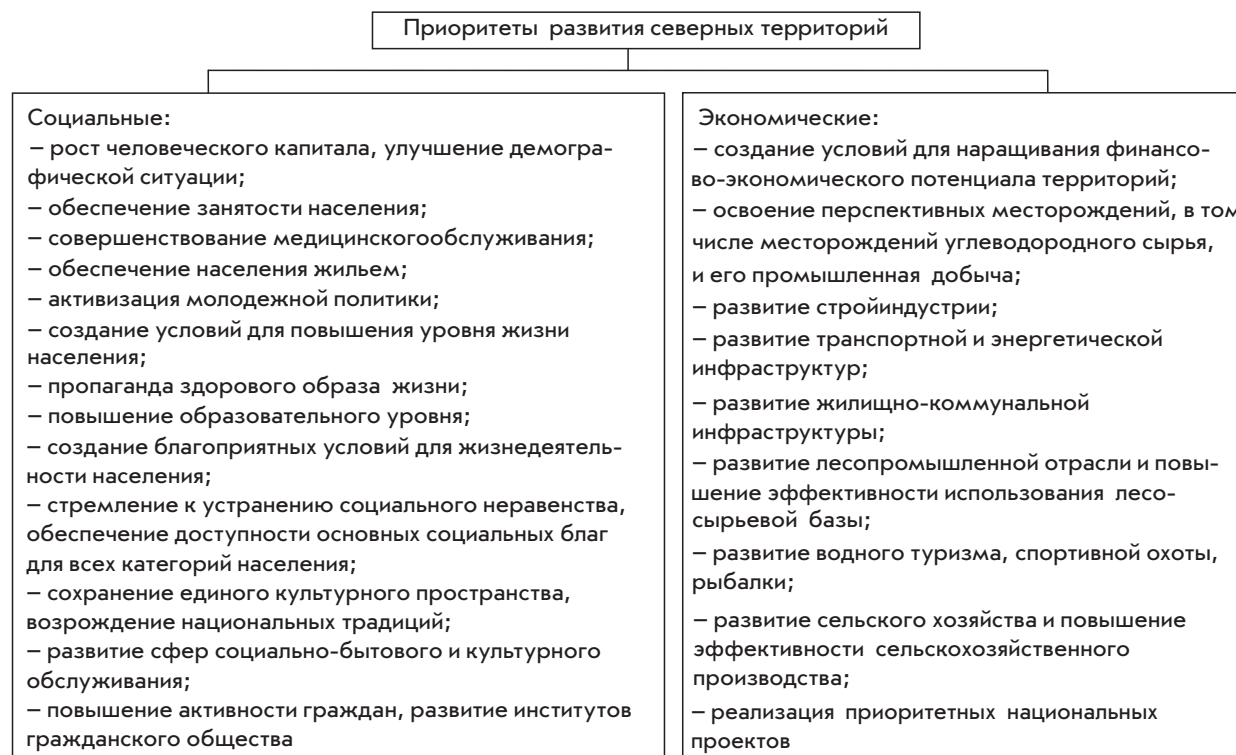 Приоритеты развития северных территорий
Социальные:
– рост человеческого капитала, улучшение демогра-
фической ситуации;
– обеспечение занятости населения;
– совершенствование медицинскогообслуживания;
– обеспечение населения жильем;
– активизация молодежной политики;
– создание условий для повышения уровня жизни
населения;
– пропаганда здорового образа жизни;
– повышение образовательного уровня;
– создание благоприятных условий для жизнедеятель-
ности населения;
– стремление к устранению социального неравенства,
обеспечение доступности основных социальных благ
для всех категорий населения;
– сохранение единого культурного пространства,
возрождение национальных традиций;
– развитие сфер социально-бытового и культурного
обслуживания;
– повышение активности граждан, развитие институтов
гражданского общества
Экономические:
– создание условий для наращивания финансо-
во-экономического потенциала территорий;
– освоение перспективных месторождений, в том
числе месторождений углеводородного сырья,
и его промышленная добыча;
– развитие стройиндустрии;
– развитие транспортной и энергетической
инфраструктур;
– развитие жилищно-коммунальной
инфраструктуры;
– развитие лесопромышленной отрасли и повы-
шение эффективности использования лесо-
сырьевой базы;
– развитие водного туризма, спортивной охоты,
рыбалки;
– развитие сельского хозяйства и повышение
эффективности сельскохозяйственного
производства;
– реализация приоритетных национальных
проектов